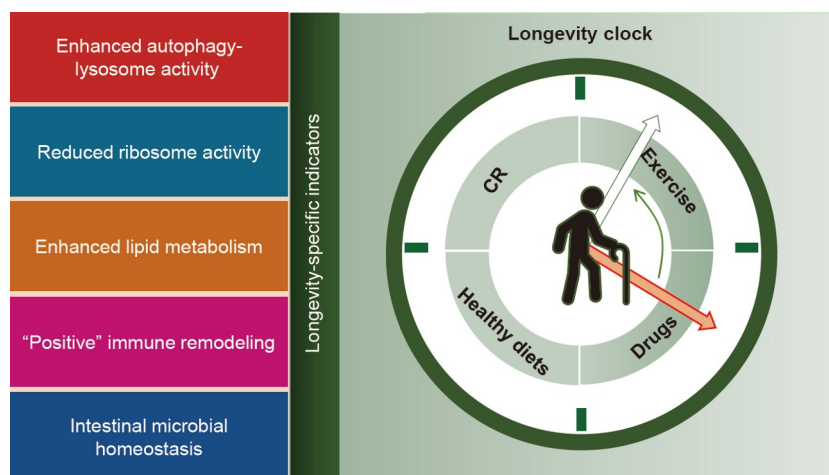 Enhanced autophagy-
lysosome activity
Reduced ribosome activity
Enhanced lipid metabolism
“Positive” immune remodeling
Intestinal microbial
homeostasis
Longevity-specific indicators
Longevity clock
CR
Exercise
Healthy diets
Drugs